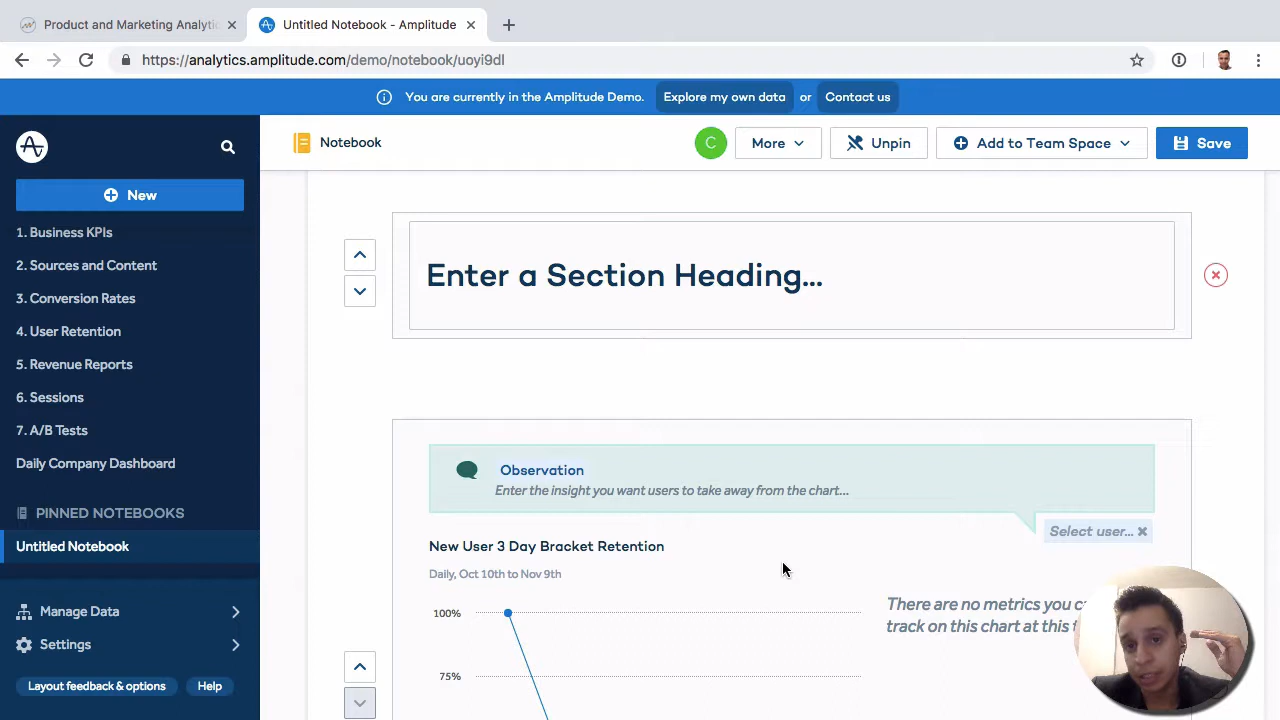 Product and Marketing Analyti
Untitled Notebook - Amplitude
https://analytics.amplitude.com/demo/notebook/uoyi9dl
You are currently in the Amplitude Demo. Explore my own data or Contact us
Notebook
C
More
Unpin
Add to Team Space
Save
New
1. Business KPIs
2. Sources and Content
3. Conversion Rates
4. User Retention
5. Revenue Reports
6. Sessions
7. A/B Tests
Daily Company Dashboard
PINNED NOTEBOOKS
Untitled Notebook
Manage Data
Settings
Layout feedback & options
Help
Enter a Section Heading...
Observation
Enter the insight you want users to take away from the chart...
Select user...
New User 3 Day Bracket Retention
Daily, Oct 10th to Nov 9th
100%
75%
There are no metrics you c
track on this chart at this